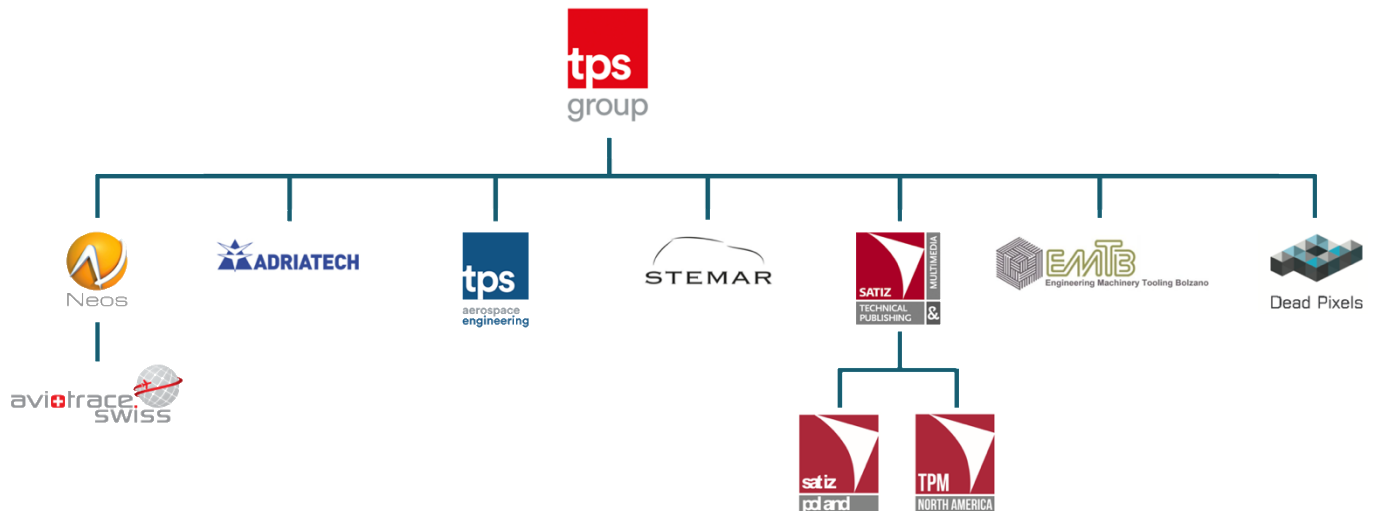 tps
group
Neos
ADRIATECH
tps
aerospace
engineering
STEMAR
SATIZ
TECHNICAL
PUBLISHING
&
MULTIMEDIA
EMTB
Engineering Machinery Tooling Bolzano
Dead Pixels
aviotrace
swiss
satiz
poland
TPM
NORTH AMERICA